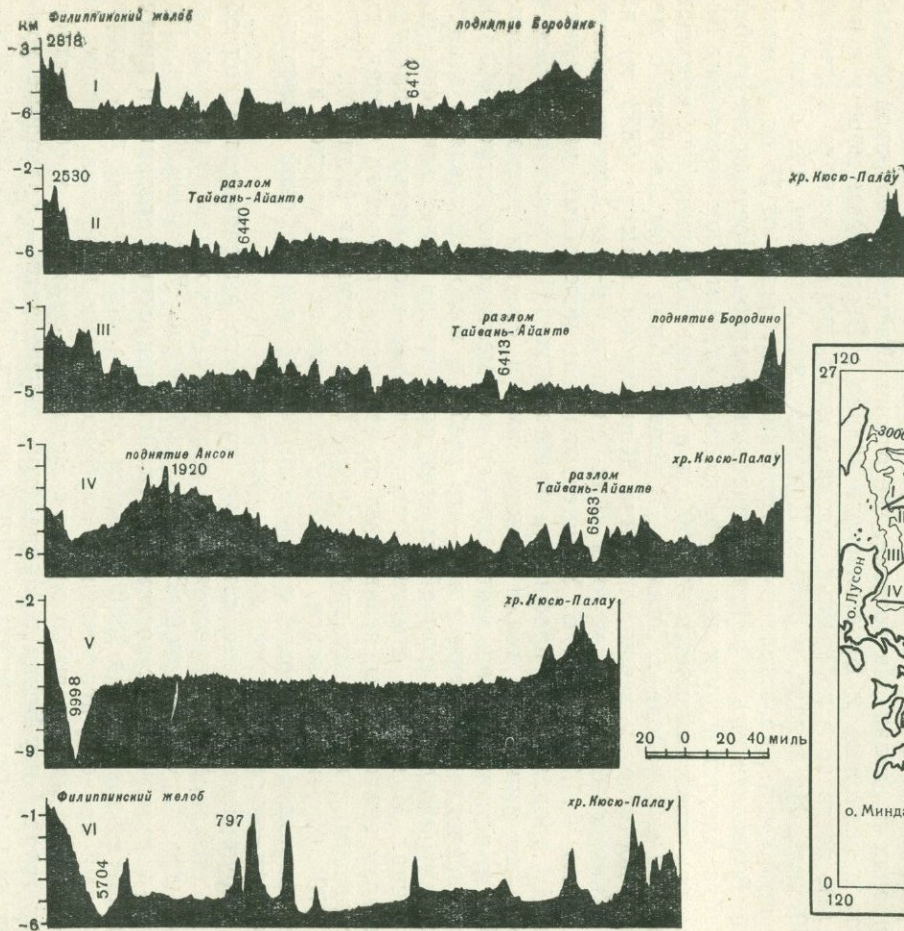 км
Филиппинский желоб
поднятие Бородино
2818
-3
I
6410
-6
-2
2530
разлом
Тайвань-Айанте
хр. Кюсю-Палау
6440
II
-6
-1
III
разлом
Тайвань-Айанте
поднятие Бородино
6413
-5
-1
поднятие Ансон
1920
хр. Кюсю-Палау
IV
разлом
Тайвань-Айанте
6563
-6
-2
хр. Кюсю-Палау
V
9998
-9
20 0 20 40 миль
Филиппинский желоб
хр. Кюсю-Палау
-1
797
VI
5704
-6
120
27
I
III
IV
о. Лусон
0
120